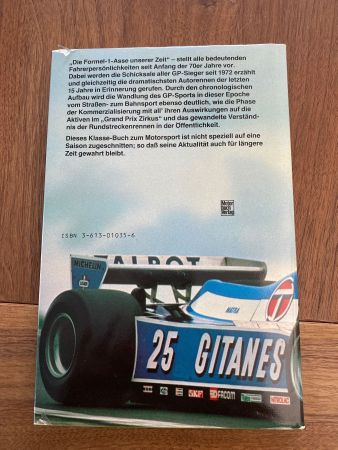 „Die Formel-1-Asse unserer Zeit“ – stellt alle bedeutenden
Fahrerpersönlichkeiten seit Anfang der 70er Jahre vor.
Dabei werden die Schicksale aller GP-Sieger seit 1972 erzählt
und gleichzeitig die dramatischsten Autorennen der letzten
15 Jahre in Erinnerung gerufen. Durch den chronologischen
Aufbau wird die Wandlung des GP-Sports in dieser Epoche
vom Straßen- zum Bahnsport ebenso deutlich, wie die Phase
der Kommerzialisierung mit all' ihren Auswirkungen auf die
Aktiven im „Grand Prix Zirkus“ und das gewandelte Verständ-
nis der Rundstreckenrennen in der Öffentlichkeit.
Dieses Klasse-Buch zum Motorsport ist nicht speziell auf eine
Saison zugeschnitten; so daß seine Aktualität auch für längere
Zeit gewahrt bleibt.
Motor
buch
Verlag
ISBN 3-613-01035-6
MICHELIN
TALBOT
MATRA
25 GITANES
SKF
FACOM
NITROLAC